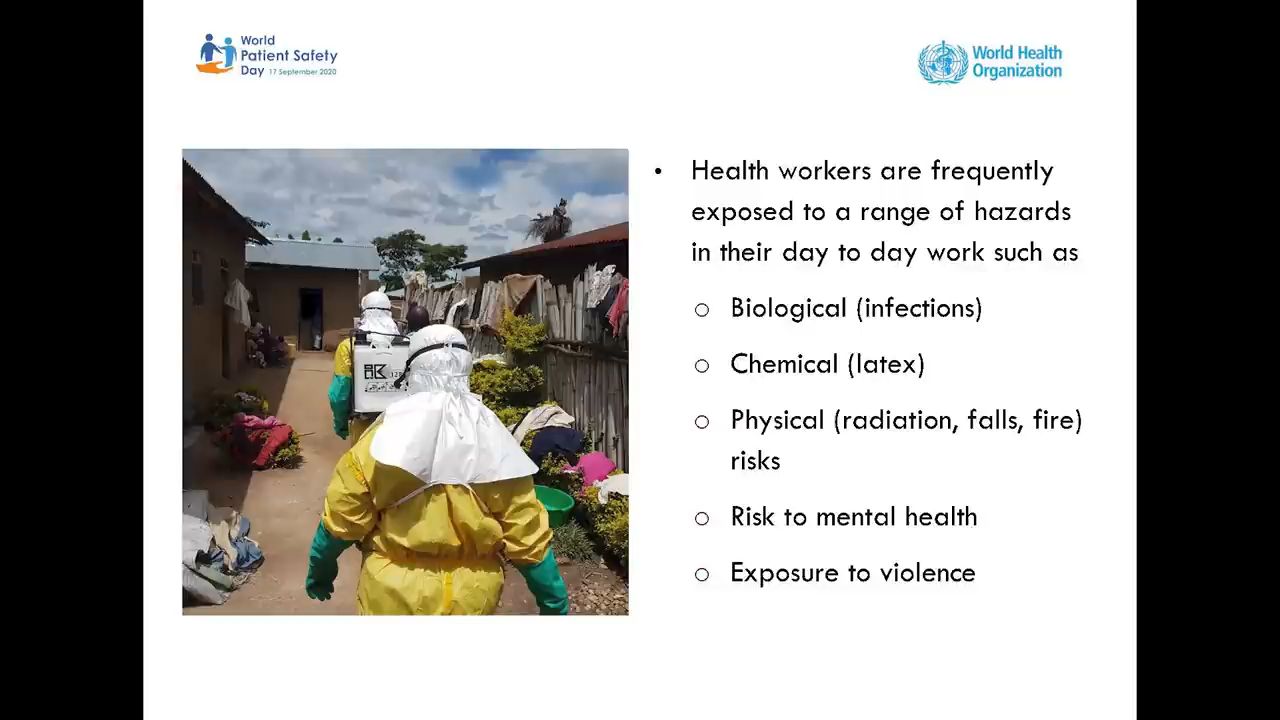 World
Patient Safety
Day 17 September 2020
World Health
Organization
• Health workers are frequently
exposed to a range of hazards
in their day to day work such as
o Biological (infections)
o Chemical (latex)
o Physical (radiation, falls, fire)
risks
o Risk to mental health
o Exposure to violence